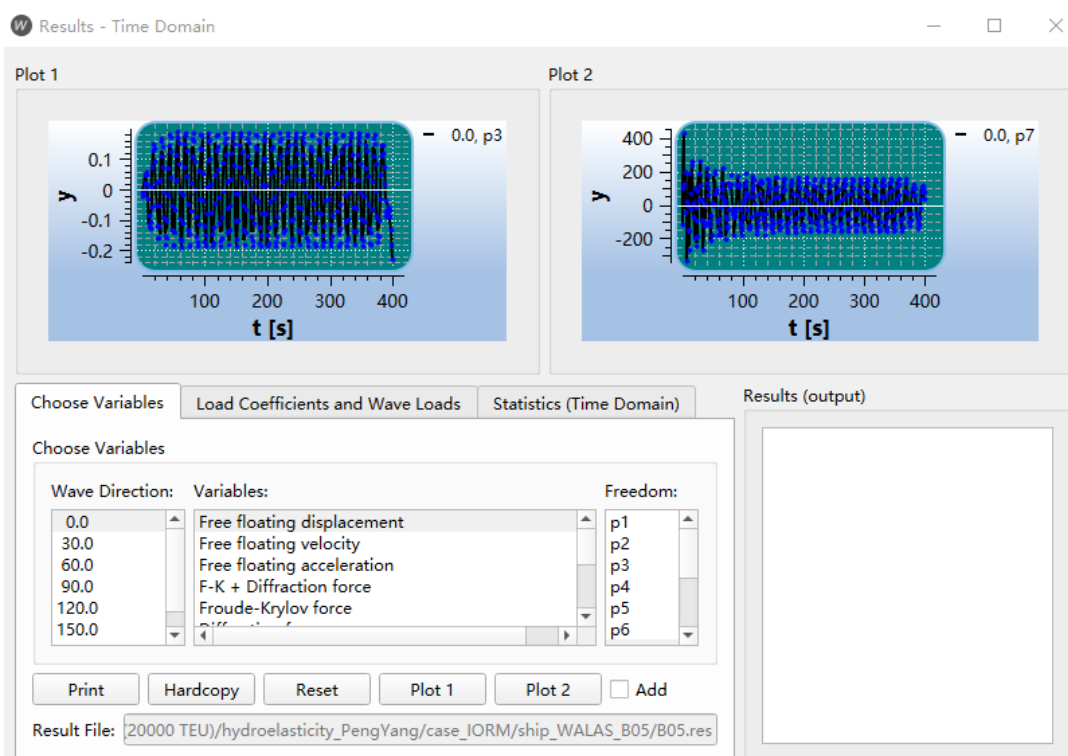 Results - Time Domain
Plot 1
Plot 2
0.0, p3
0.1
0
-0.1
-0.2
y
100 200 300 400
t [s]
0.0, p7
400
200
0
-200
y
100 200 300 400
t [s]
Choose Variables
Load Coefficients and Wave Loads
Statistics (Time Domain)
Results (output)
Choose Variables
Wave Direction:
Variables:
Freedom:
0.0
30.0
60.0
90.0
120.0
150.0
Free floating displacement
Free floating velocity
Free floating acceleration
F-K + Diffraction force
Froude-Krylov force
p1
p2
p3
p4
p5
p6
Print
Hardcopy
Reset
Plot 1
Plot 2
Add
Result File:
(20000 TEU)/hydroelasticity_PengYang/case_IORM/ship_WALAS_B05/B05.res